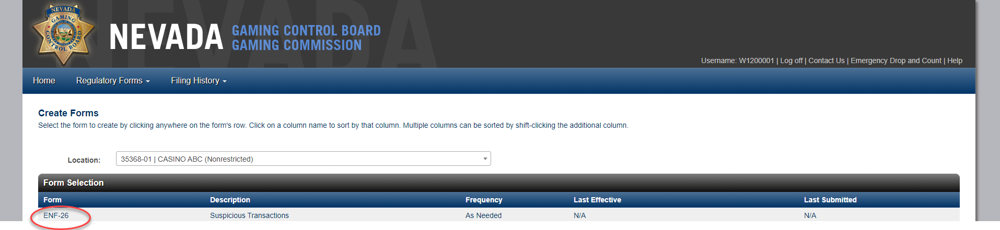 NEVADA
GAMING
CONTROL BOARD
NEVADA
NEVADA GAMING CONTROL BOARD
GAMING COMMISSION
Username: W1200001 | Log off | Contact Us | Emergency Drop and Count | Help
Home Regulatory Forms Filing History
Create Forms
Select the form to create by clicking anywhere on the form's row. Click on a column name to sort by that column. Multiple columns can be sorted by shift-clicking the additional column.
Location: 35368-01 | CASINO ABC (Nonrestricted)
Form Selection
Form Description Frequency Last Effective Last Submitted
ENF-26 Suspicious Transactions As Needed N/A N/A